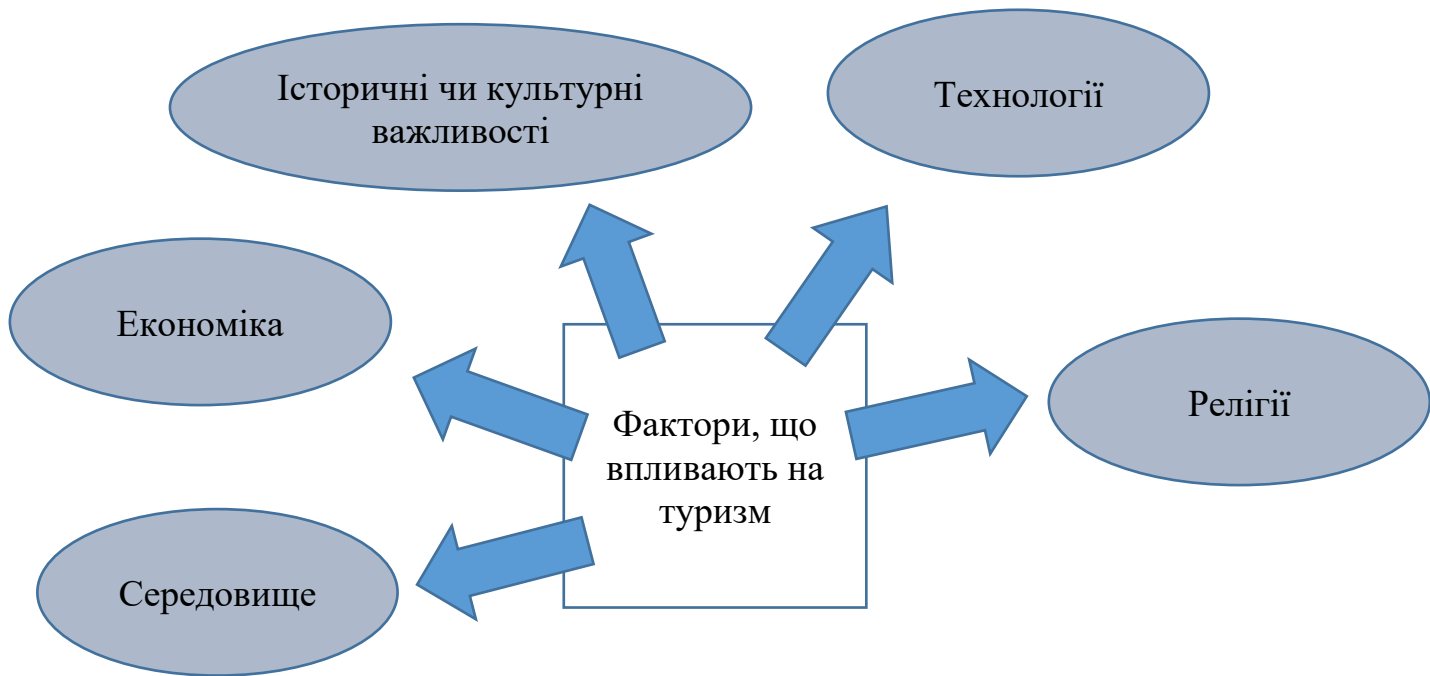 Історичні чи культурні
важливості
Технології
Економіка
Релігії
Фактори, що
впливають на
туризм
Середовище